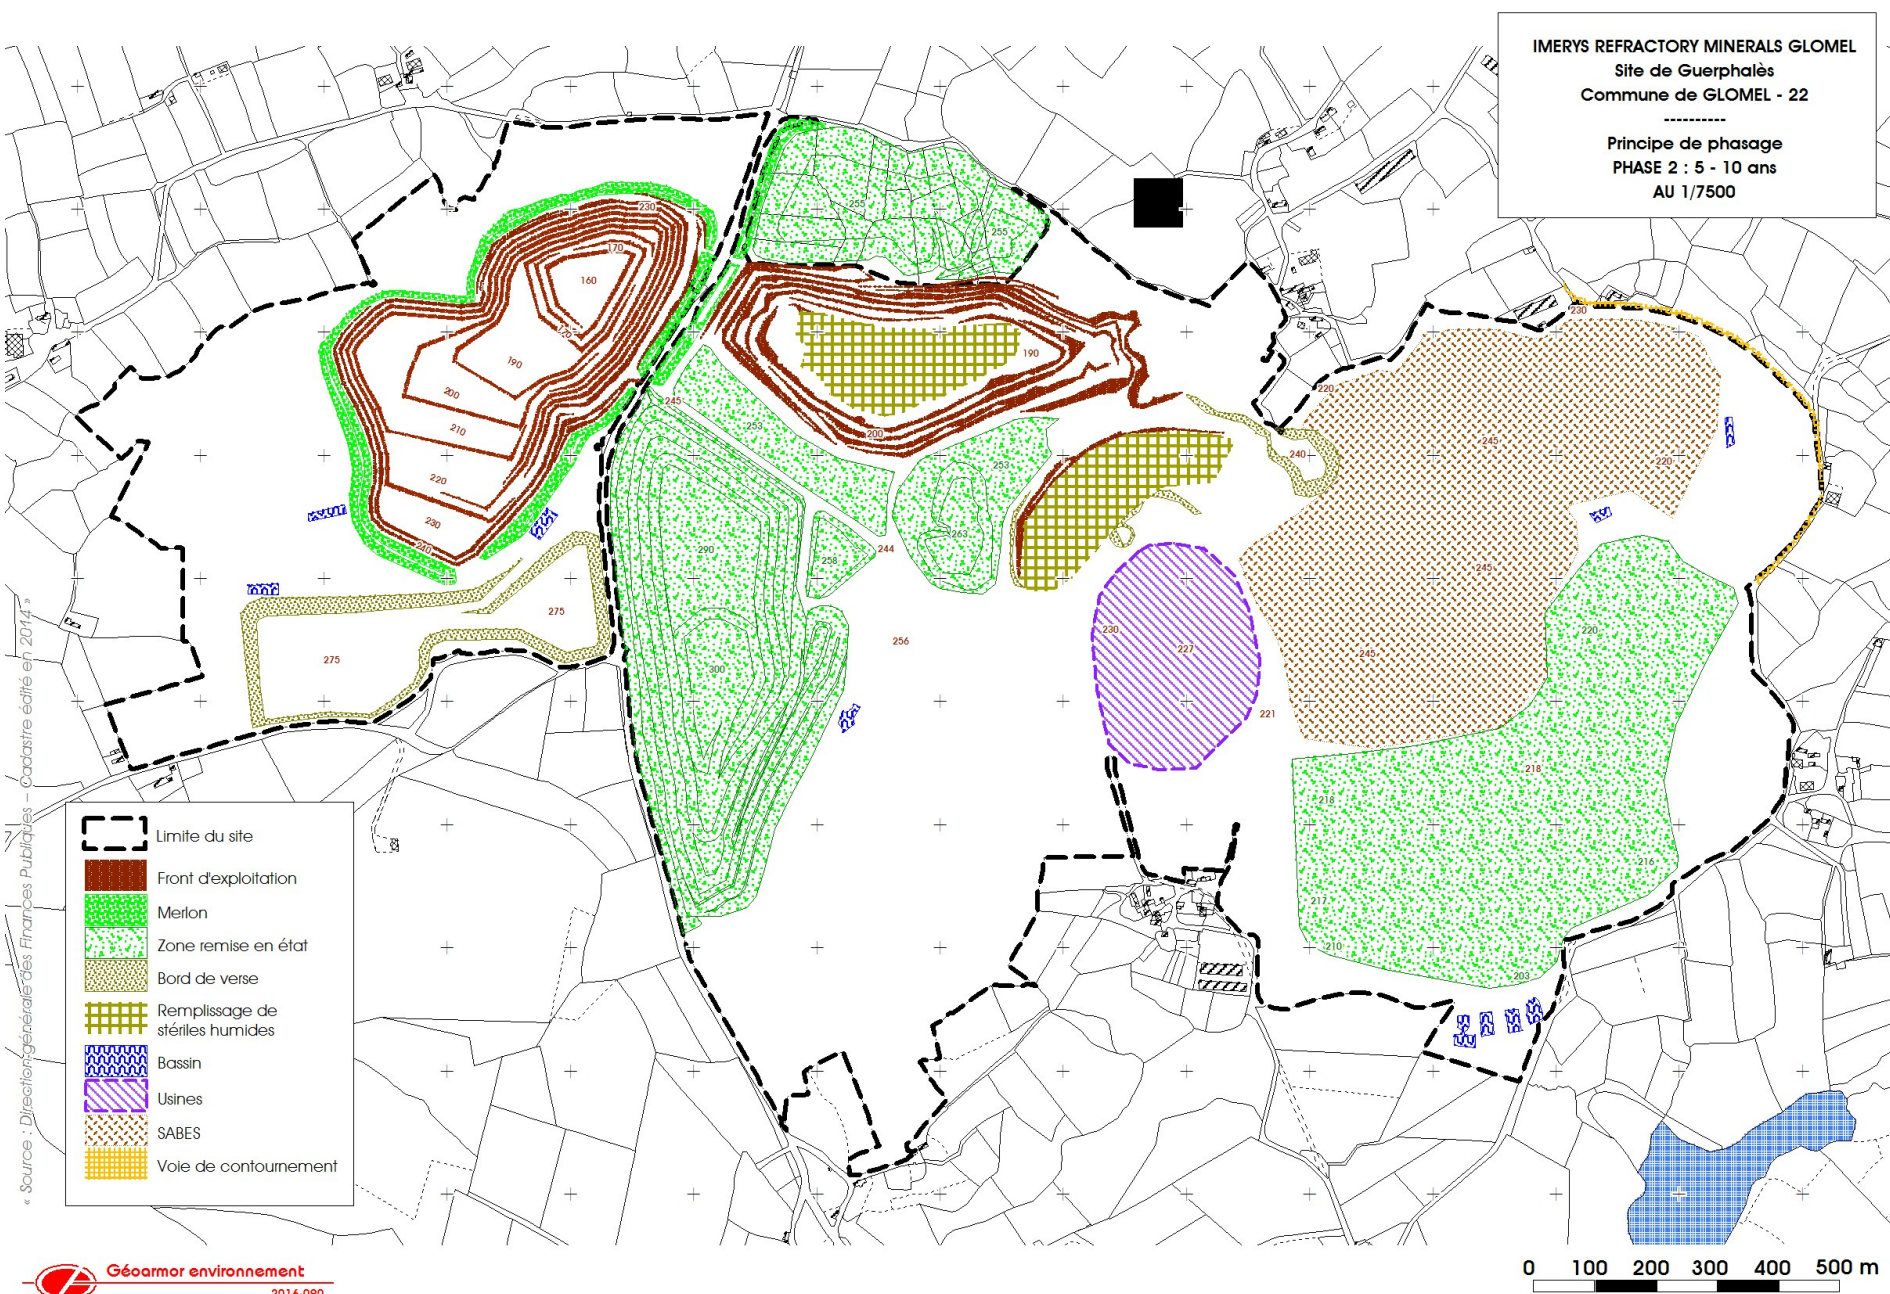 IMERYS REFRACTORY MINERALS GLOMEL
Site de Guerphalès
Commune de GLOMEL - 22
----------
Principe de phasage
PHASE 2 : 5 - 10 ans
AU 1/7500
230
170
160
190
200
210
220
230
240
255
255
190
200
245
253
253
263
244
258
290
300
256
275
275
240
230
220
245
220
245
245
230
227
221
220
218
218
217
216
210
203
Limite du site
Front d'exploitation
Merlon
Zone remise en état
Bord de verse
Remplissage de
stériles humides
Bassin
Usines
SABES
Voie de contournement
« Source : Direction générale des Finances Publiques – Cadastre édité en 2014 »
Géoarmor environnement
2016-090
0 100 200 300 400 500 m